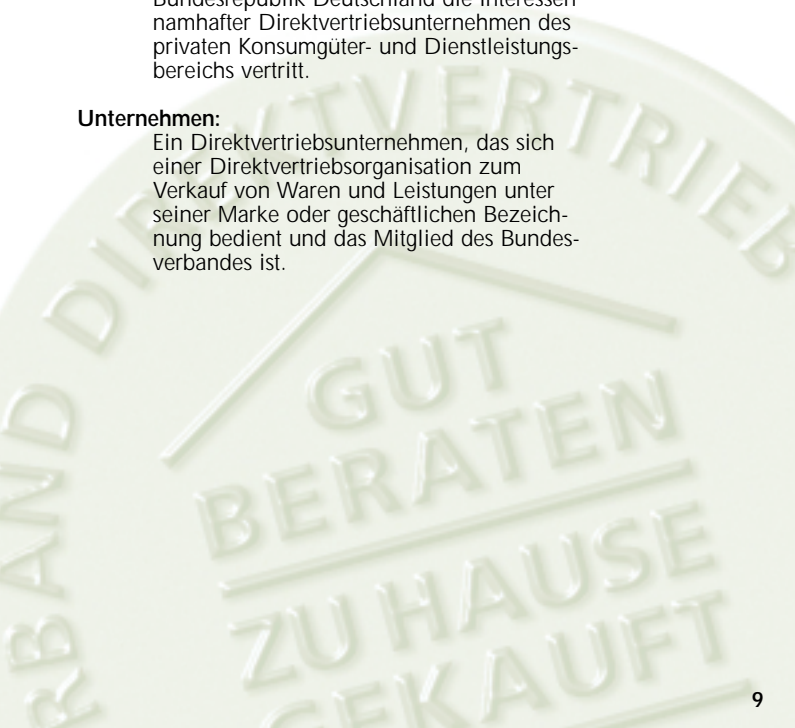 Bundesrepublik Deutschland die Interessen
namhafter Direktvertriebsunternehmen des
privaten Konsumgüter- und Dienstleistungs-
bereichs vertritt.
Unternehmen:
Ein Direktvertriebsunternehmen, das sich
einer Direktvertriebsorganisation zum
Verkauf von Waren und Leistungen unter
seiner Marke oder geschäftlichen Bezeich-
nung bedient und das Mitglied des Bundes-
verbandes ist.
RBAND DIREKTVERTRIEB
GUT
BERATEN
ZU HAUSE
GEKAUFT
9